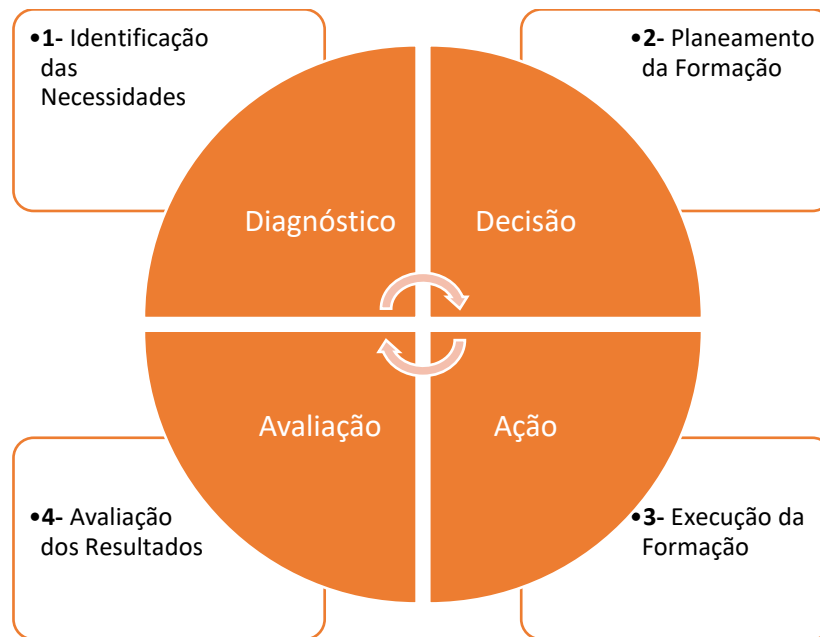 •1- Identificação
das
Necessidades
•2- Planeamento
da Formação
Diagnóstico
Decisão
Avaliação
Ação
•4- Avaliação
dos Resultados
•3- Execução da
Formação